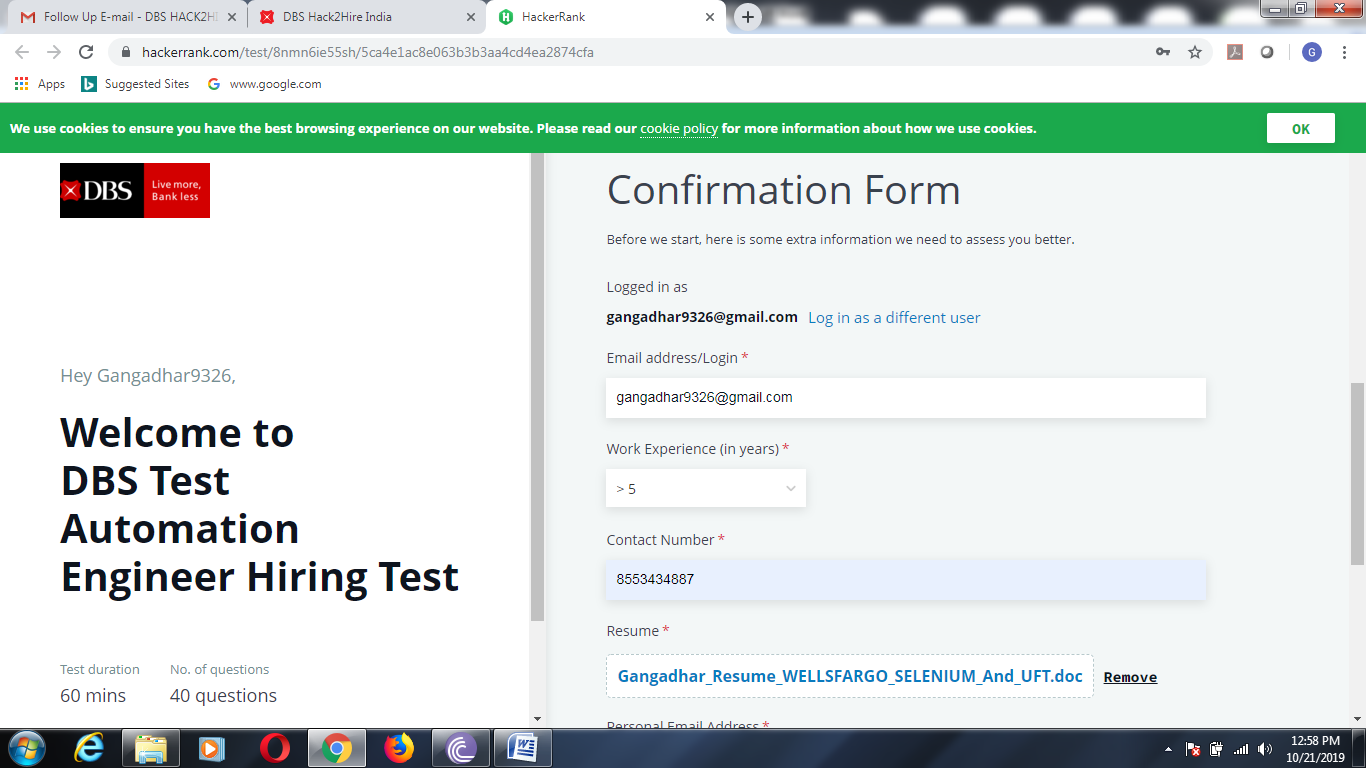 Follow Up E-mail - DBS HACK2HI
DBS Hack2Hire India
HackerRank
hackerrank.com/test/8nmn6ie55sh/5ca4e1ac8e063b3b3aa4cd4ea2874cfa
G
Apps
Suggested Sites
www.google.com
We use cookies to ensure you have the best browsing experience on our website. Please read our cookie policy for more information about how we use cookies.
OK
DBS
Live more,
Bank less
Hey Gangadhar9326,
Welcome to
DBS Test
Automation
Engineer Hiring Test
Test duration
No. of questions
60 mins
40 questions
Confirmation Form
Before we start, here is some extra information we need to assess you better.
Logged in as
gangadhar9326@gmail.com Log in as a different user
Email address/Login *
gangadhar9326@gmail.com
Work Experience (in years) *
> 5
Contact Number *
8553434887
Resume *
Gangadhar_Resume_WELLSFARGO_SELENIUM_And_UFT.doc Remove
Personal Email Address *
12:58 PM
10/21/2019